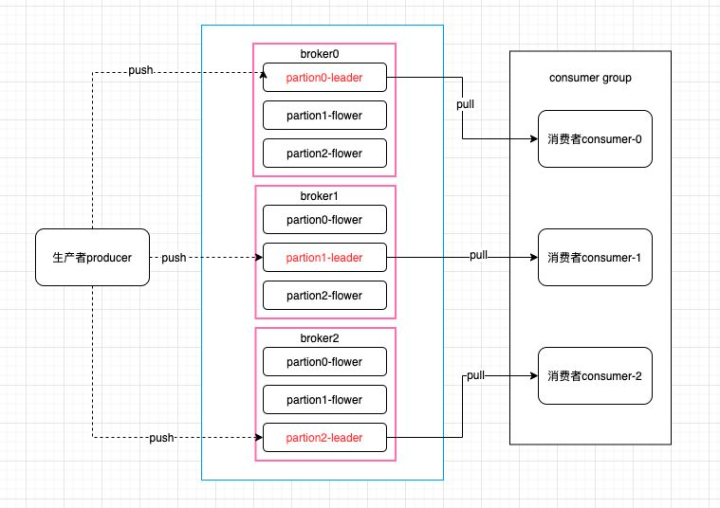 broker0
push
partion0-leader
consumer group
pull
partion1-flower
消费者consumer-0
partion2-flower
broker1
partion0-flower
生产者producer
push
partion1-leader
pull
消费者consumer-1
partion2-flower
broker2
partion0-flower
pull
消费者consumer-2
partion1-flower
push
partion2-leader